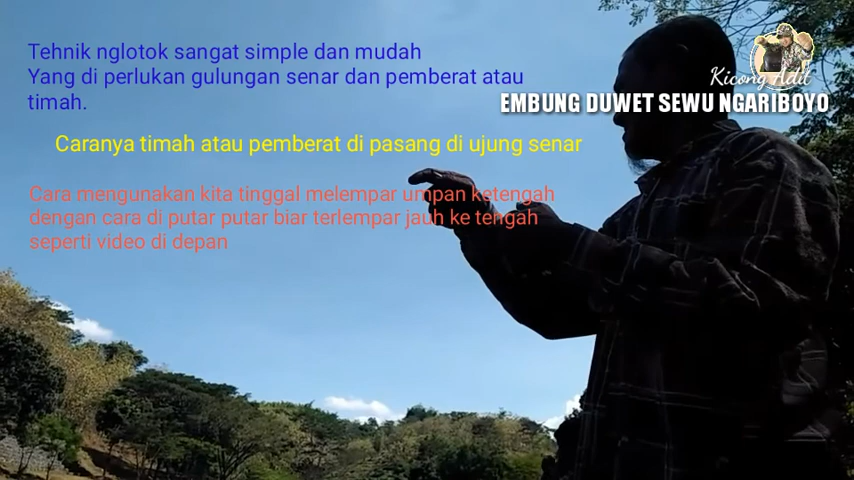 Tehnik nglotok sangat simple dan mudah
Yang di perlukan gulungan senar dan pemberat atau
timah.
Kicong Adit
EMBUNG DUWET SEWU NGARIBOYO
Caranya timah atau pemberat di pasang di ujung senar
Cara mengunakan kita tinggal melempar umpan ketengah
dengan cara di putar putar biar terlempar jauh ke tengah
seperti video di depan